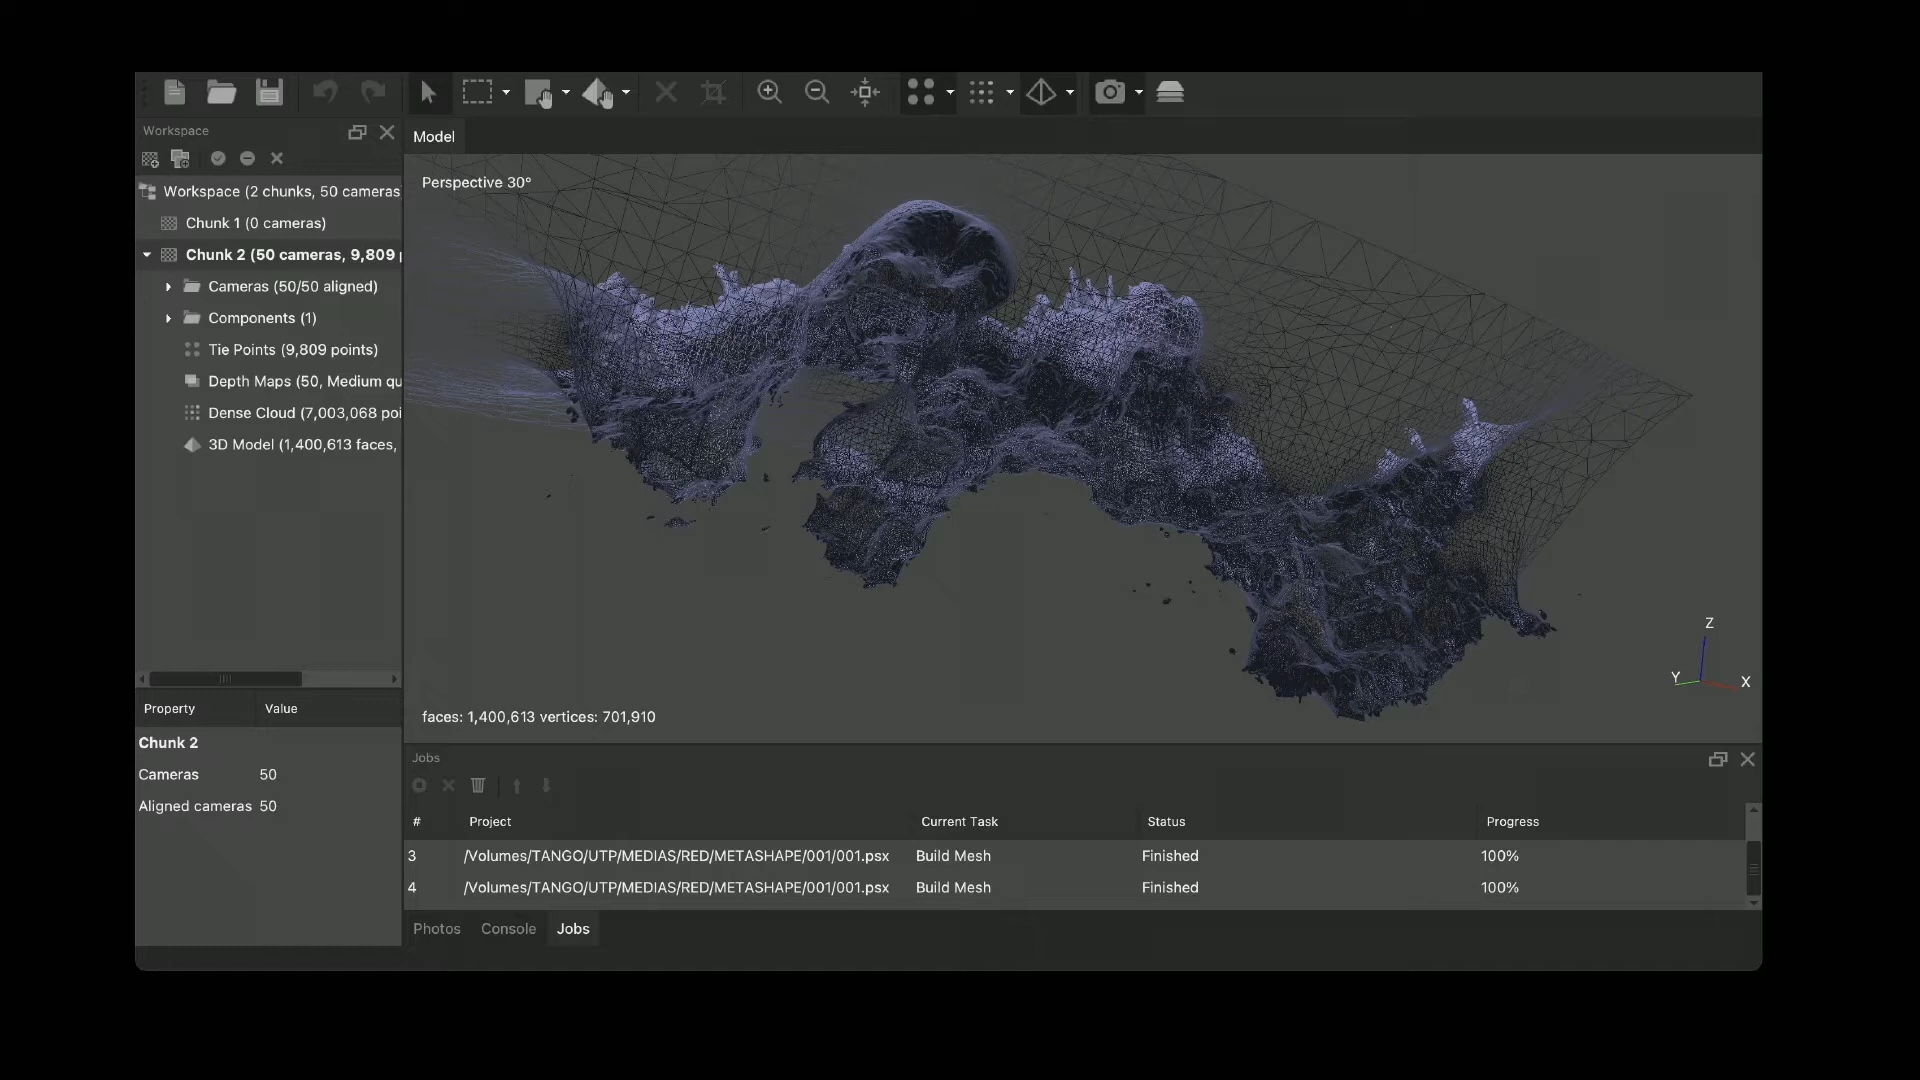 Workspace
Model
Workspace (2 chunks, 50 cameras
Chunk 1 (0 cameras)
Chunk 2 (50 cameras, 9,809
Cameras (50/50 aligned)
Components (1)
Tie Points (9,809 points)
Depth Maps (50, Medium qu
Dense Cloud (7,003,068 poi
3D Model (1,400,613 faces,
Property Value
Chunk 2
Cameras 50
Aligned cameras 50
Perspective 30°
Z
Y
X
faces: 1,400,613 vertices: 701,910
Jobs
# Project Current Task Status Progress
3 /Volumes/TANGO/UTP/MEDIAS/RED/METASHAPE/001/001.psx Build Mesh Finished 100%
4 /Volumes/TANGO/UTP/MEDIAS/RED/METASHAPE/001/001.psx Build Mesh Finished 100%
Photos Console Jobs